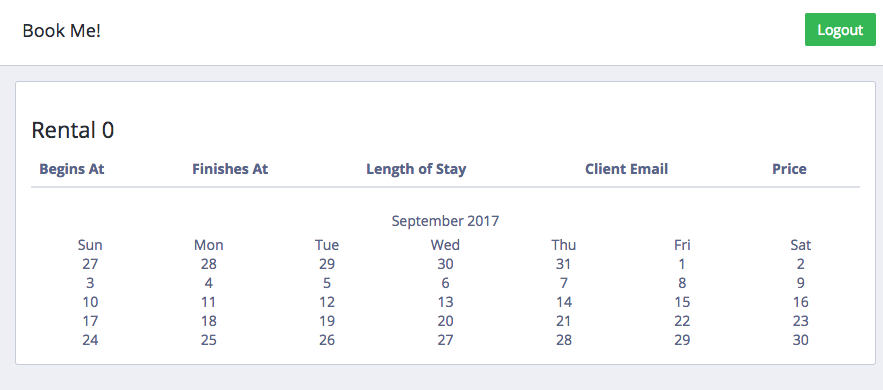 Book Me! Logout
Rental 0
Begins At Finishes At Length of Stay Client Email Price
September 2017
Sun Mon Tue Wed Thu Fri Sat
27 28 29 30 31 1 2
3 4 5 6 7 8 9
10 11 12 13 14 15 16
17 18 19 20 21 22 23
24 25 26 27 28 29 30